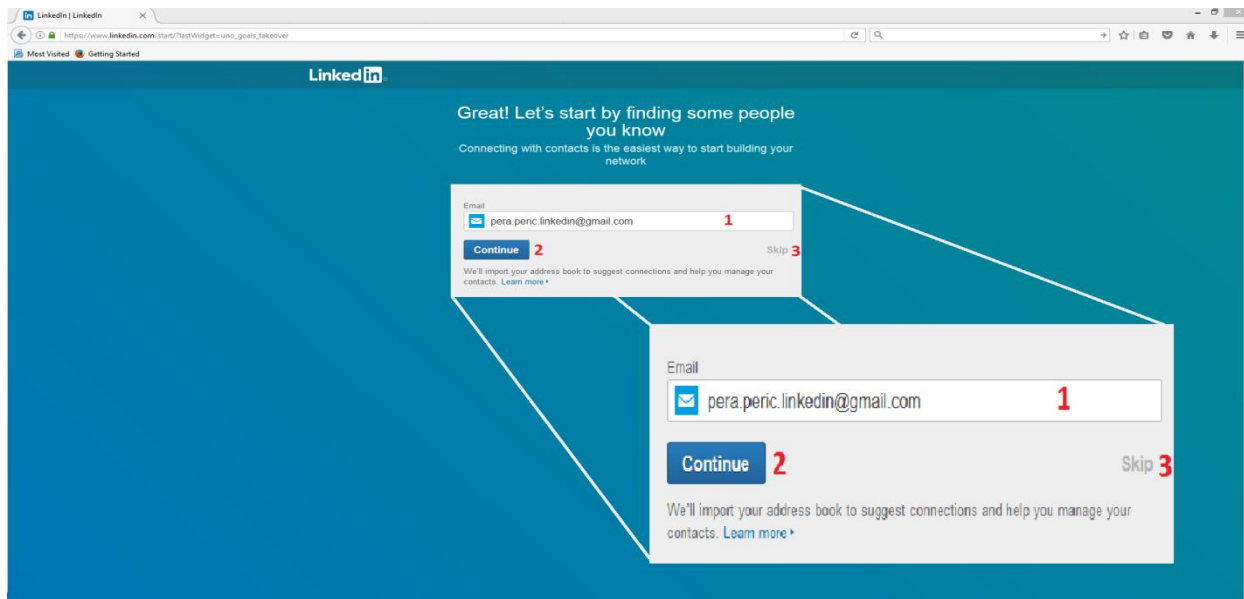 LinkedIn | LinkedIn
https://www.linkedin.com/start/?lastWidget=uno_goals_takeover
Most Visited Getting Started
Linked in
Great! Let's start by finding some people
you know
Connecting with contacts is the easiest way to start building your
network
Email
pera.peric.linkedin@gmail.com 1
Continue 2 Skip 3
We'll import your address book to suggest connections and help you manage your
contacts. Learn more
Email
pera.peric.linkedin@gmail.com 1
Continue 2 Skip 3
We'll import your address book to suggest connections and help you manage your
contacts. Learn more